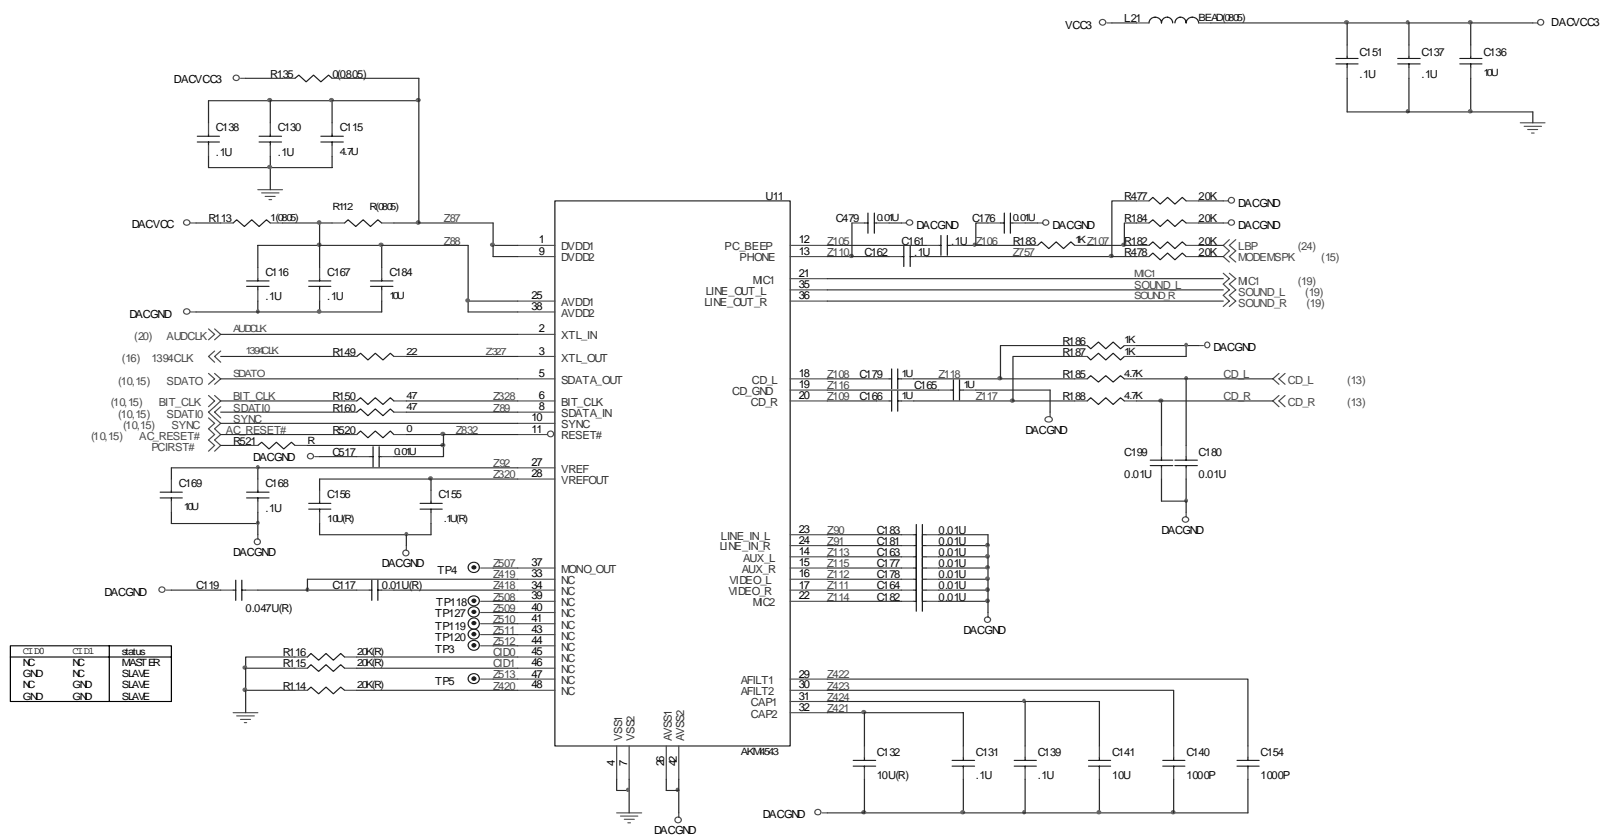 VCC3 L21 BEAD(0805) DACVCC3
C151 .1U
C137 .1U
C136 10U
DACVCC3 R135 0(0805)
C138 .1U
C130 .1U
C115 4.7U
DACVCC R113 1(0805) R112 R(0805) Z87
Z88
C116 .1U
C167 .1U
C184 10U
DACGND
(20) AUDCLK AUDCLK
(16) 1394CLK 1394CLK R149 22 Z327
(10,15) SDATO SDATO
(10,15) BIT_CLK BIT_CLK R150 47 Z328
(10,15) SDATI0 SDATI0 R160 47 Z89
(10,15) SYNC SYNC
(10,15) AC_RESET# AC_RESET# R520 0 Z832
PCIRST# R521 R
DACGND C517 0.01U
Z92
Z320
C169 10U
C168 .1U
DACGND
C156 10U(R)
C155 .1U(R)
DACGND
TP4 Z507
Z419
DACGND C119 0.047U(R) C117 0.01U(R) Z418
TP118 Z508
TP127 Z509
TP119 Z510
TP120 Z511
TP3 Z512
R116 20K(R) CID0
R115 20K(R) CID1
TP5 Z513
R114 20K(R) Z420
CID0 CID1 status
NC NC MASTER
GND NC SLAVE
NC GND SLAVE
GND GND SLAVE
U11
1 DVDD1
9 DVDD2
25 AVDD1
38 AVDD2
2 XTL_IN
3 XTL_OUT
5 SDATA_OUT
6 BIT_CLK
8 SDATA_IN
10 SYNC
11 RESET#
27 VREF
28 VREFOUT
37 MONO_OUT
33 NC
34 NC
39 NC
40 NC
41 NC
43 NC
44 NC
45 NC
46 NC
47 NC
48 NC
VSS1 4
VSS2 7
AVSS1 26
AVSS2 42
DACGND
AKM4543
PC_BEEP 12
PHONE 13
MIC1 21
LINE_OUT_L 35
LINE_OUT_R 36
CD_L 18
CD_GND 19
CD_R 20
LINE_IN_L 23
LINE_IN_R 24
AUX_L 14
AUX_R 15
VIDEO_L 16
VIDEO_R 17
MIC2 22
AFILT1 29
AFILT2 30
CAP1 31
CAP2 32
C479 0.01U DACGND
C176 0.01U DACGND
R477 20K DACGND
R184 20K DACGND
Z105 C161 .1U Z106 R183 1K Z107 R182 20K LBP (24)
Z110 C162 .1U Z757 R478 20K MODEMSPK (15)
MIC1 MIC1 (19)
SOUND_L SOUND_L (19)
SOUND_R SOUND_R (19)
R186 1K DACGND
R187 1K
Z108 C179 1U Z118 R185 4.7K CD_L CD_L (13)
Z116 C165 1U
Z109 C166 1U Z117 R188 4.7K CD_R CD_R (13)
DACGND
C199 0.01U
C180 0.01U
DACGND
Z90 C183 0.01U
Z91 C181 0.01U
Z113 C163 0.01U
Z115 C177 0.01U
Z112 C178 0.01U
Z111 C164 0.01U
Z114 C182 0.01U
DACGND
Z422
Z423
Z424
Z421
C132 10U(R)
C131 .1U
C139 .1U
C141 10U
C140 1000P
C154 1000P
DACGND